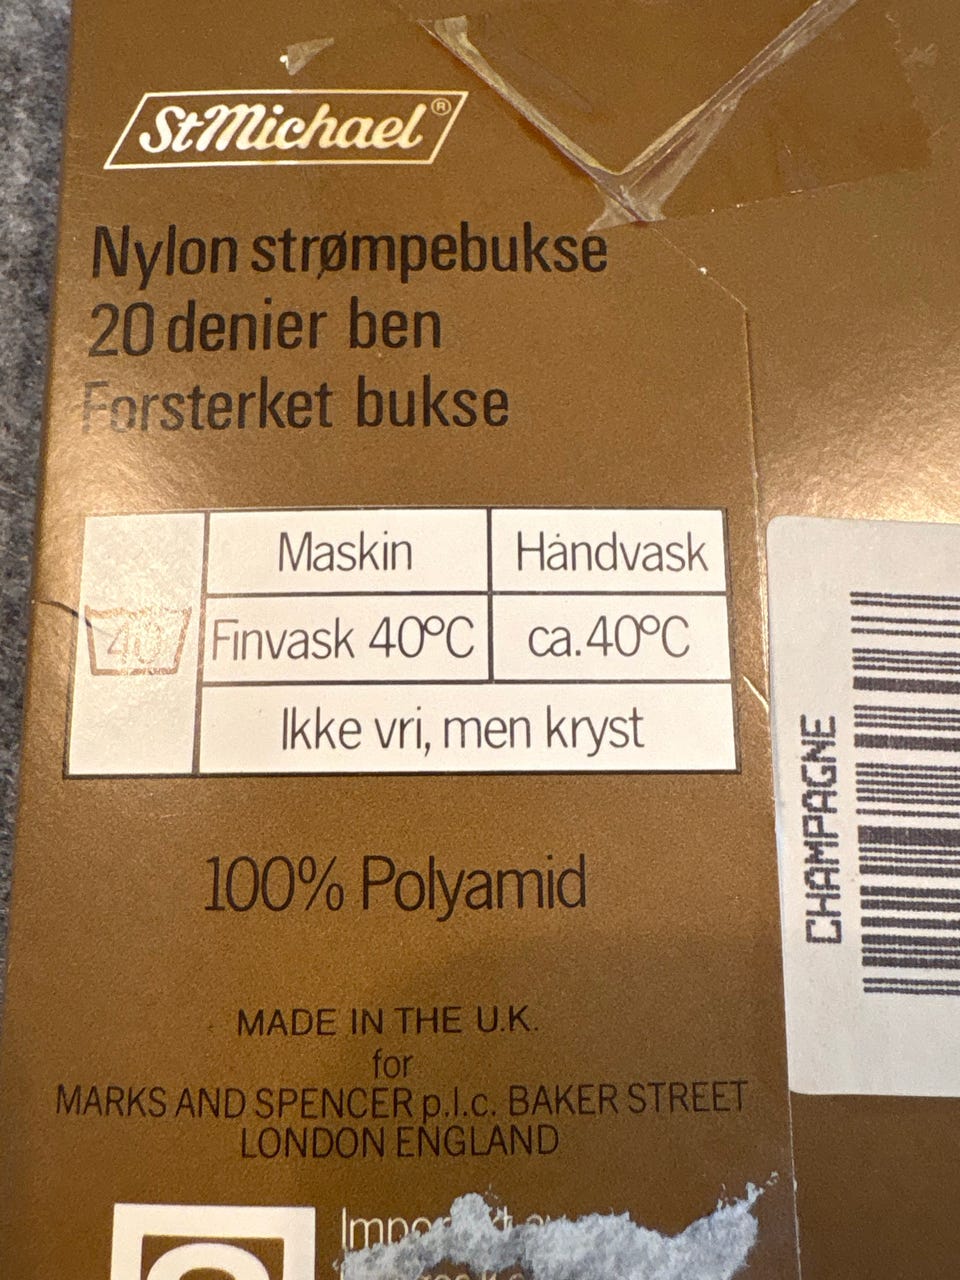 StMichael®
Nylon strømpebukse
20 denier ben
Forsterket bukse
Maskin
Håndvask
40
Finvask 40°C
ca.40°C
Ikke vri, men kryst
100% Polyamid
MADE IN THE U.K.
for
MARKS AND SPENCER p.l.c. BAKER STREET
LONDON ENGLAND
CHAMPAGNE